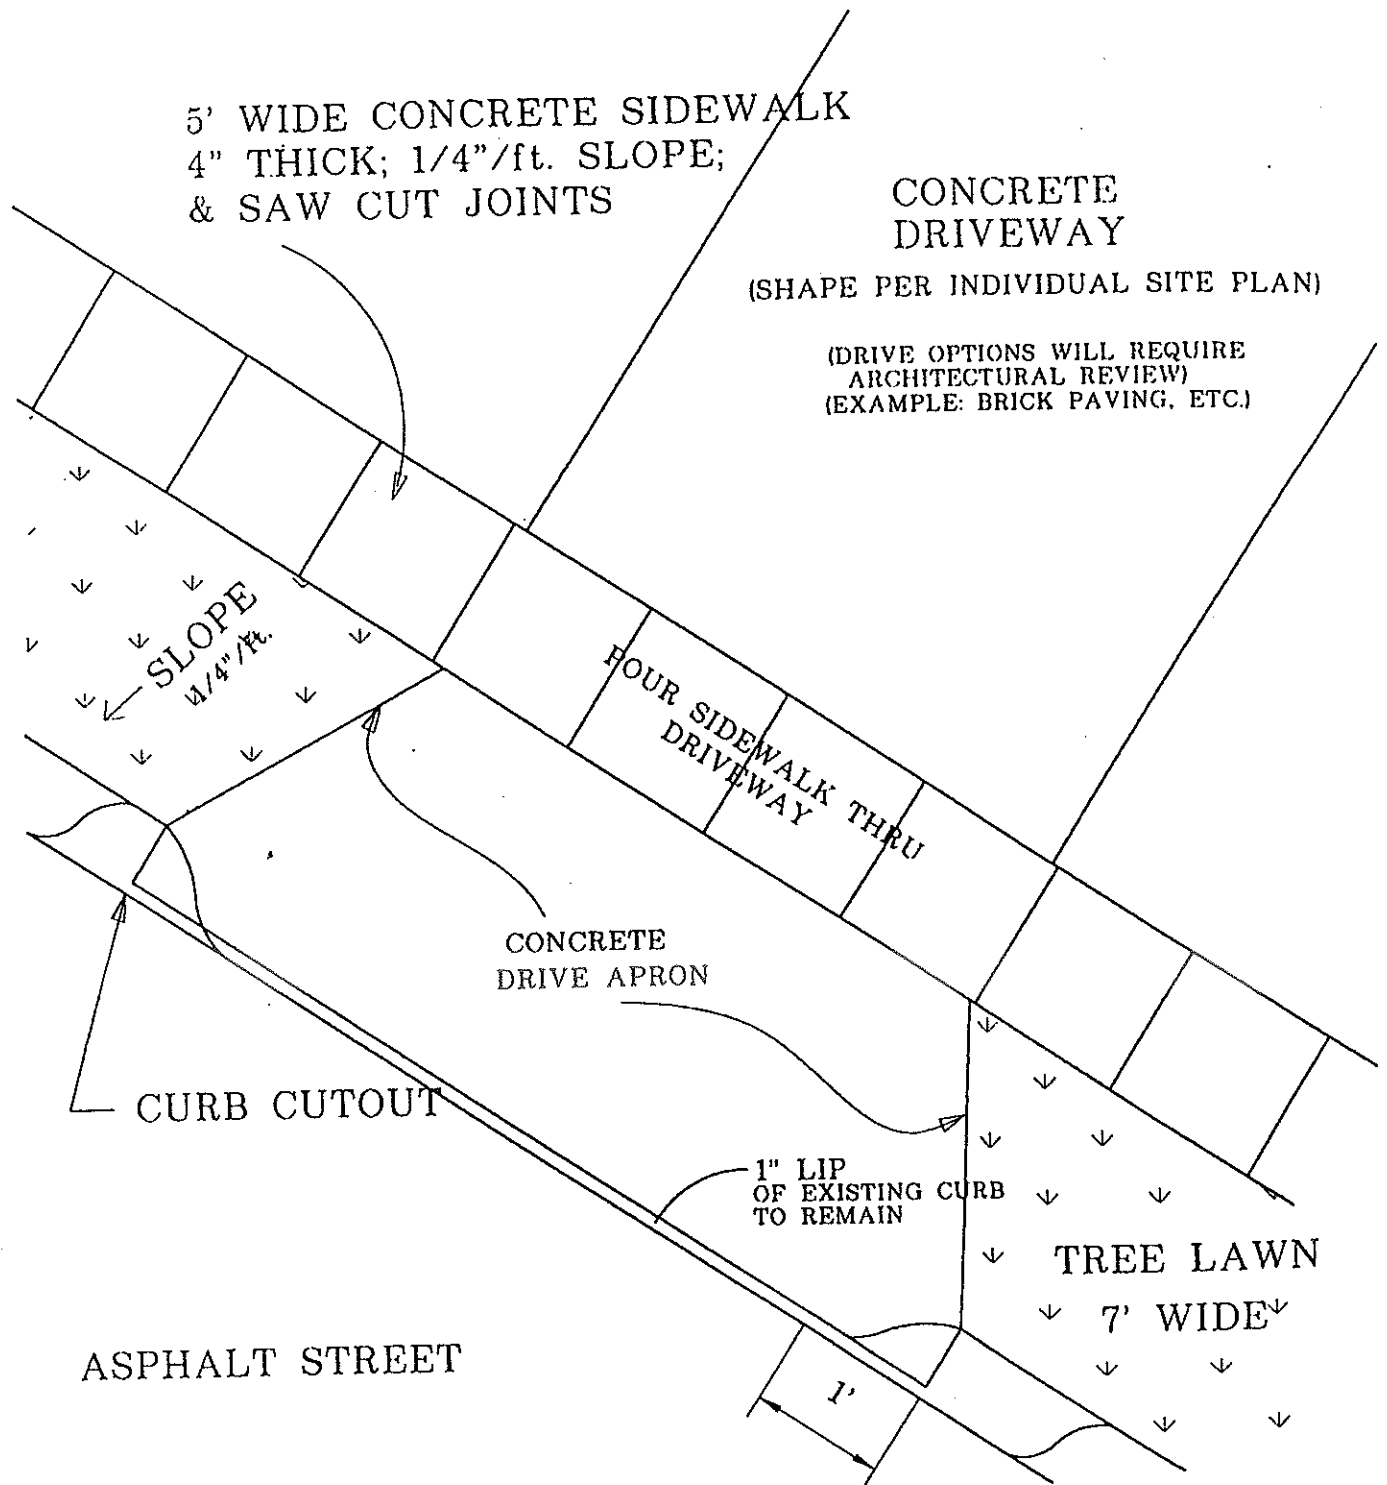 5' WIDE CONCRETE SIDEWALK
4" THICK; 1/4"/ft. SLOPE;
& SAW CUT JOINTS
CONCRETE
DRIVEWAY
(SHAPE PER INDIVIDUAL SITE PLAN)
(DRIVE OPTIONS WILL REQUIRE
ARCHITECTURAL REVIEW)
(EXAMPLE: BRICK PAVING, ETC.)
SLOPE
1/4"/ft.
POUR SIDEWALK THRU
DRIVEWAY
CONCRETE
DRIVE APRON
CURB CUTOUT
1" LIP
OF EXISTING CURB
TO REMAIN
TREE LAWN
7' WIDE
ASPHALT STREET
1'